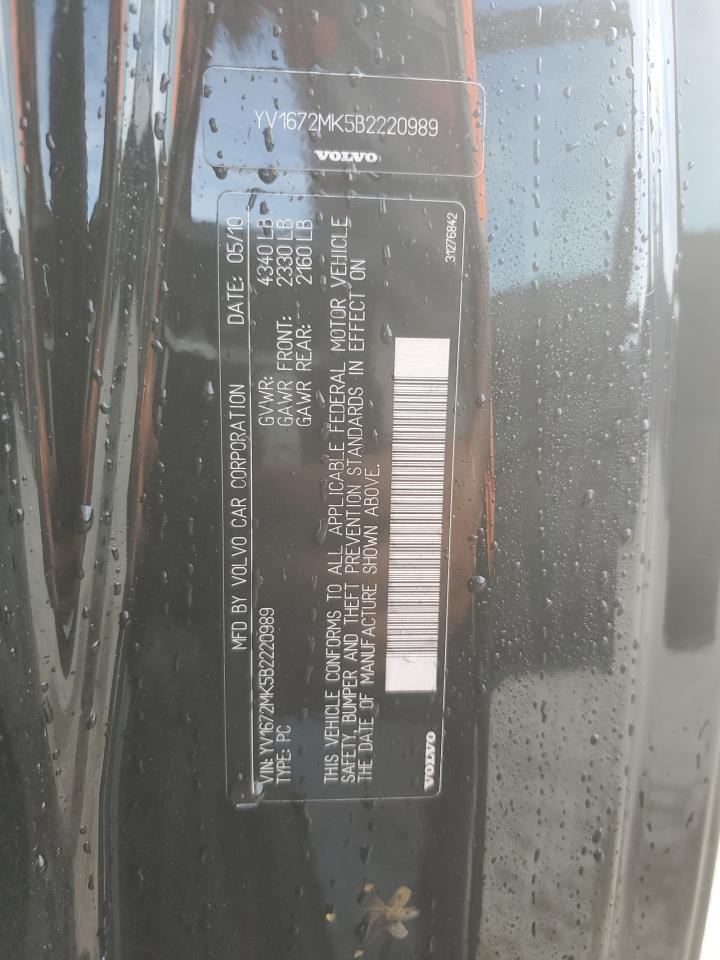 YV1672MK5B2220989
VOLVO
MFD BY VOLVO CAR CORPORATION DATE: 05/10
VIN: YV1672MK5B2220989 GVWR: 4340 LB
TYPE: PC GAWR FRONT: 2330 LB
GAWR REAR: 2160 LB
THIS VEHICLE CONFORMS TO ALL APPLICABLE FEDERAL MOTOR VEHICLE
SAFETY, BUMPER AND THEFT PREVENTION STANDARDS IN EFFECT ON
THE DATE OF MANUFACTURE SHOWN ABOVE.
VOLVO
31276842